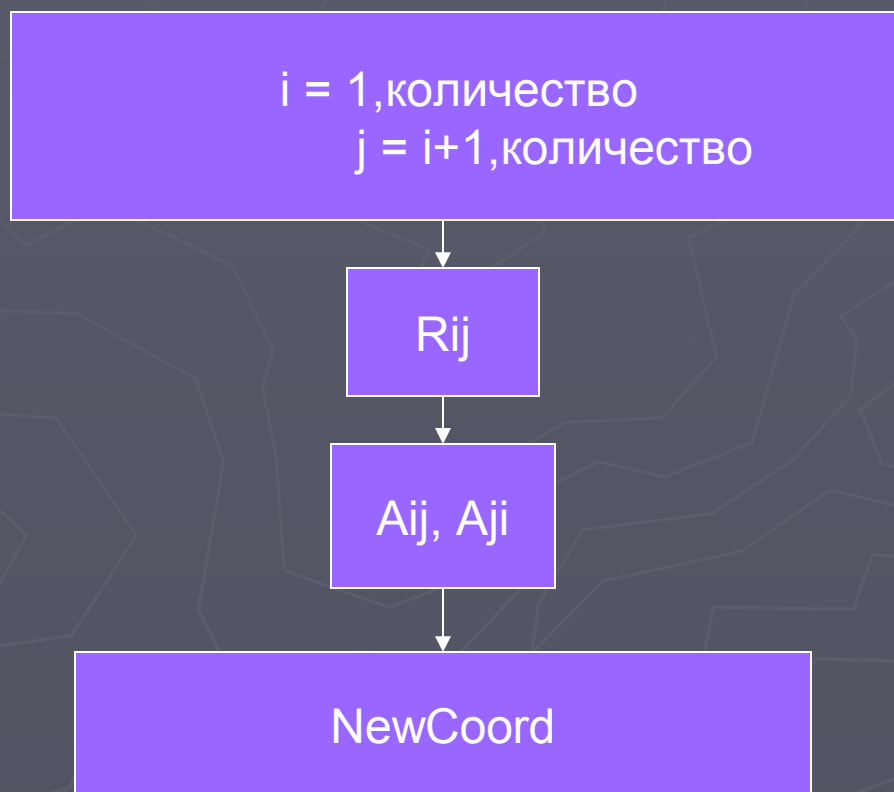 i = 1,количество
j = i+1,количество
Rij
Aij, Aji
NewCoord